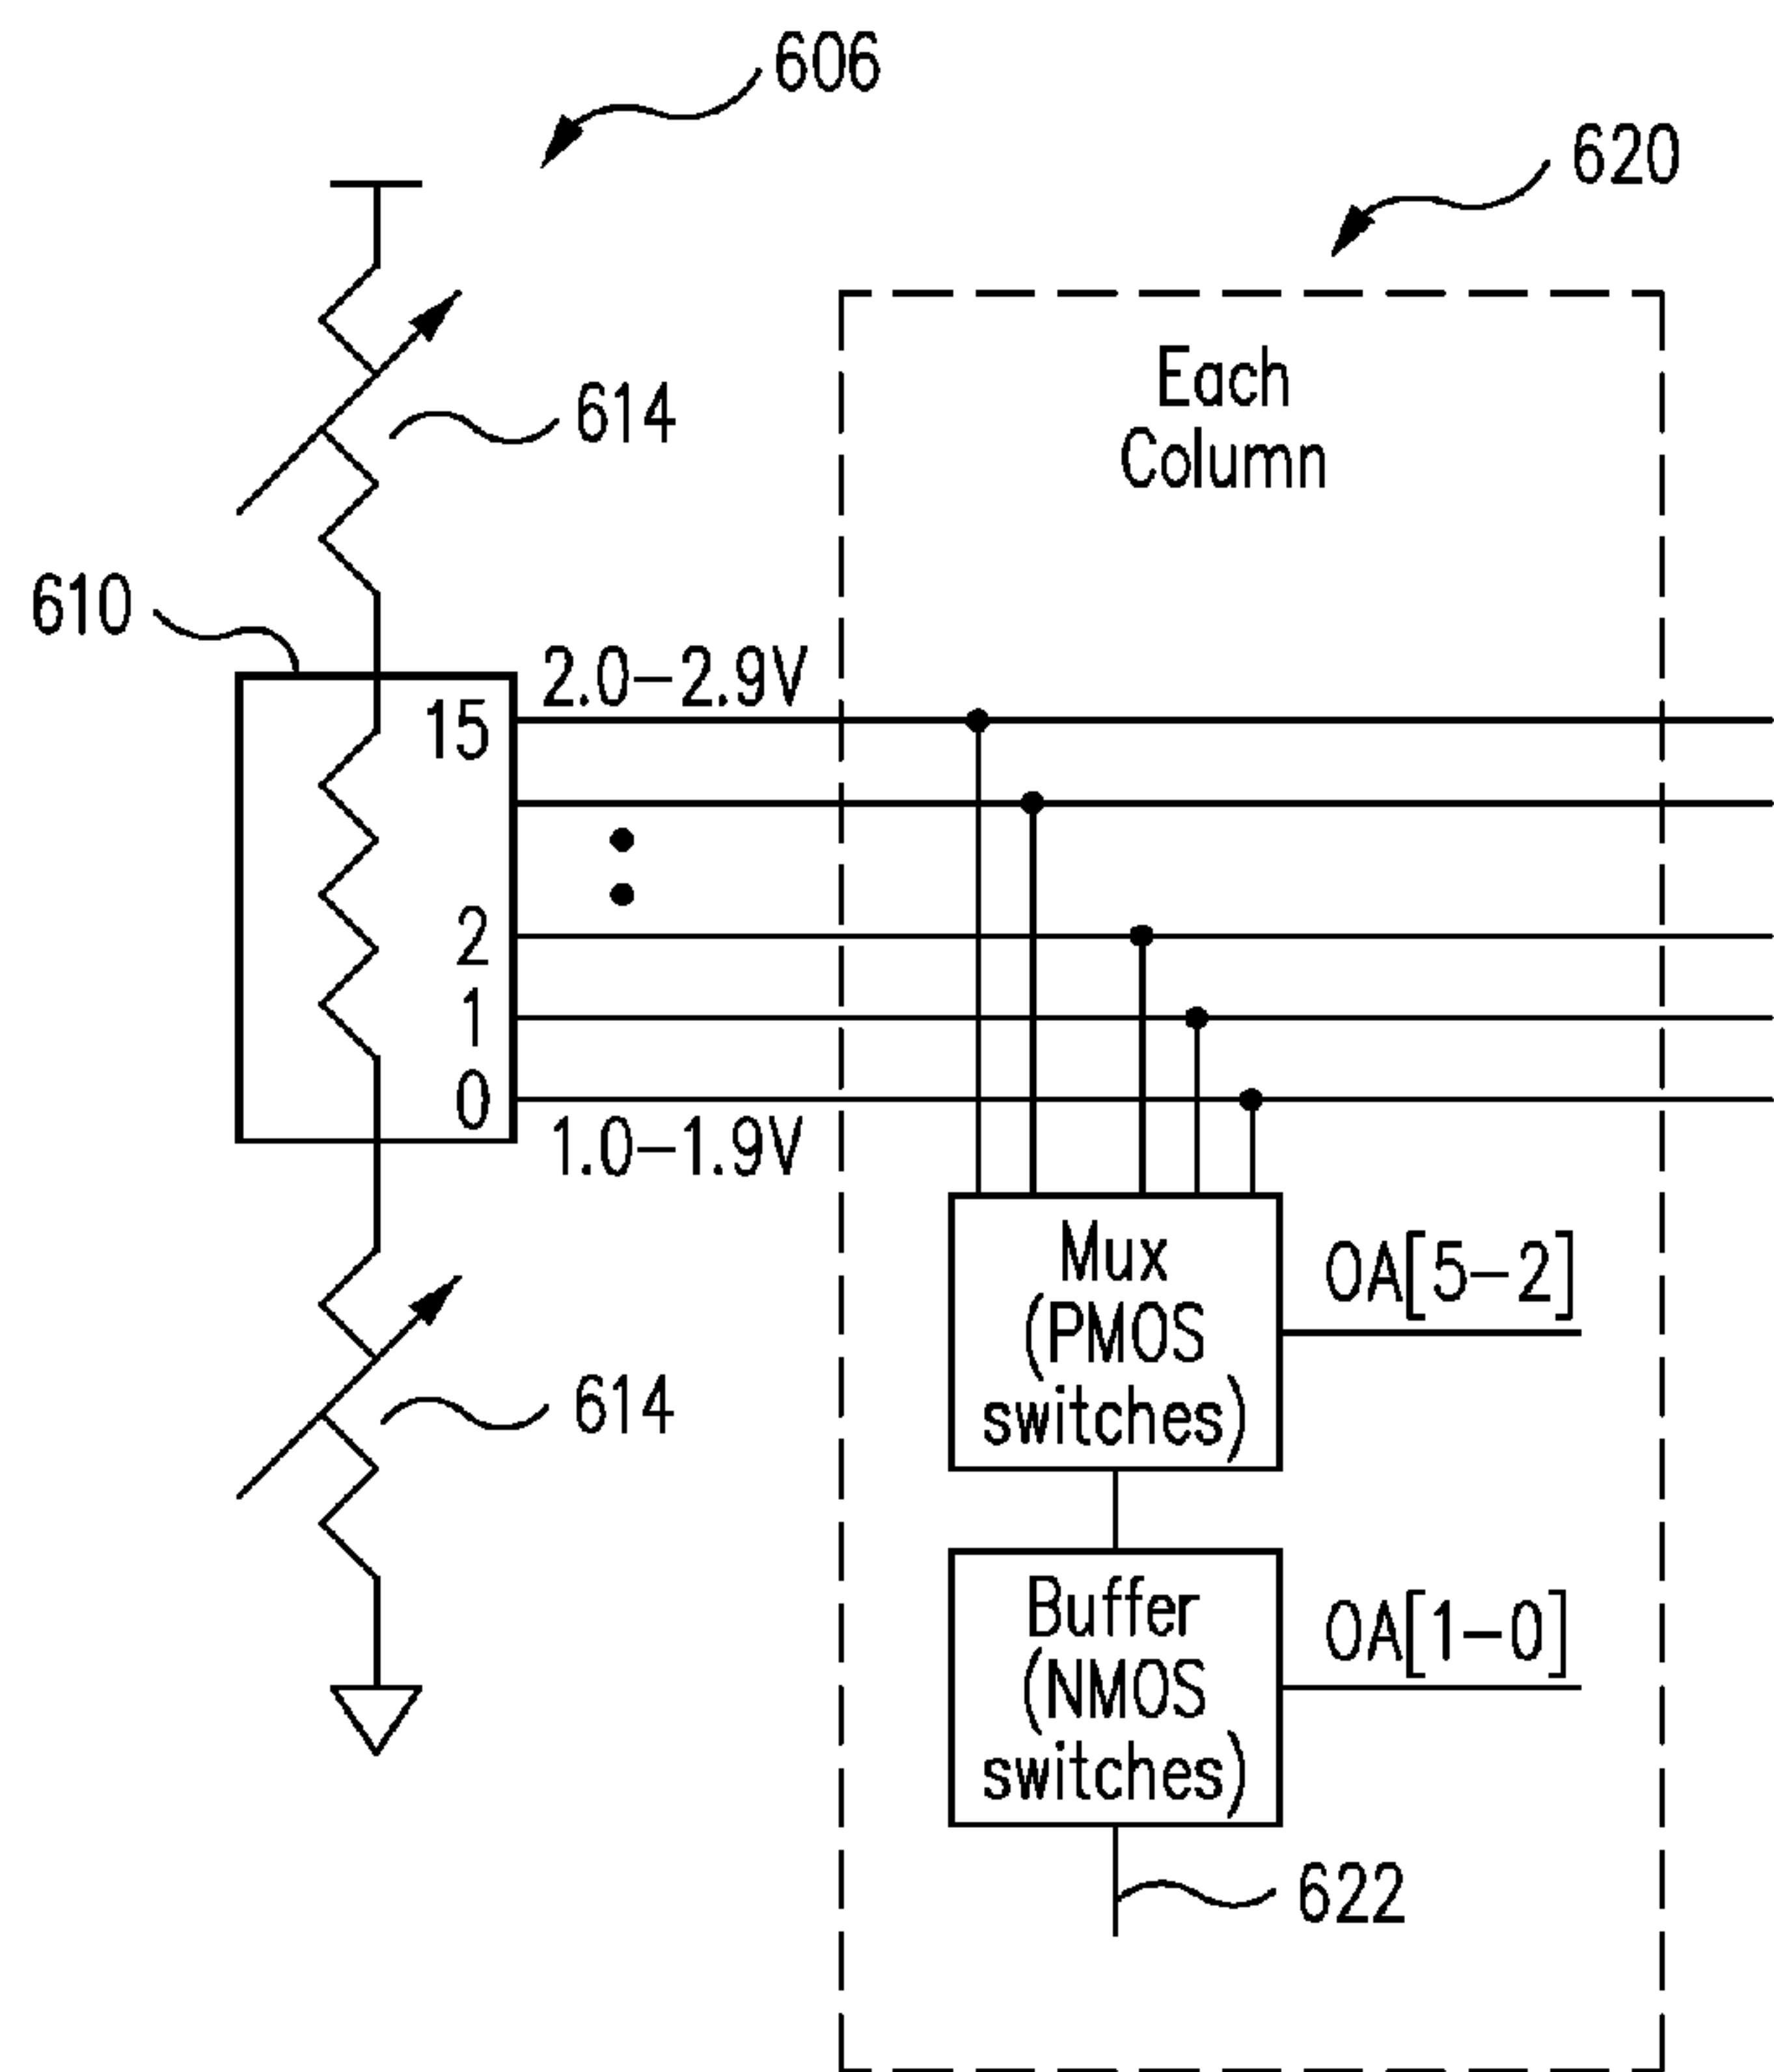 606
620
Each
Column
614
610
2.0–2.9V
15
2
1
0
1.0–1.9V
Mux
(PMOS
switches)
OA[5–2]
614
Buffer
(NMOS
switches)
OA[1–0]
622